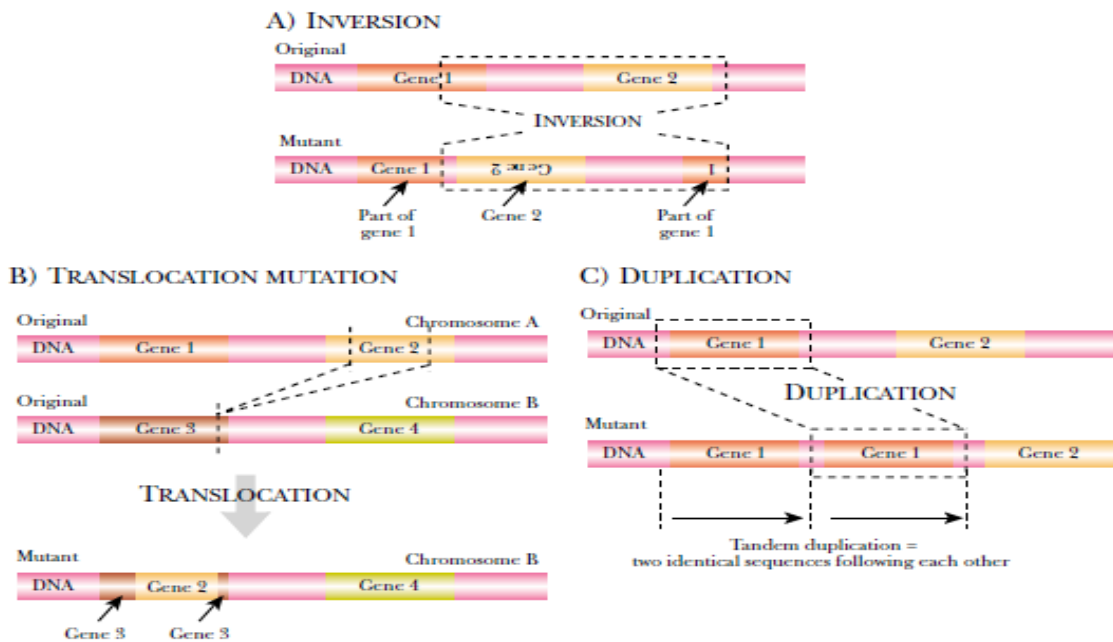 A) INVERSION
Original
DNA Gene 1 Gene 2
INVERSION
Mutant
DNA Gene 1 Gene 2 1
Part of gene 1
Gene 2
Part of gene 1
B) TRANSLOCATION MUTATION
Original Chromosome A
DNA Gene 1 Gene 2
Original Chromosome B
DNA Gene 3 Gene 4
TRANSLOCATION
Mutant Chromosome B
DNA Gene 2 Gene 4
Gene 3 Gene 3
C) DUPLICATION
Original
DNA Gene 1 Gene 2
DUPLICATION
Mutant
DNA Gene 1 Gene 1 Gene 2
Tandem duplication =
two identical sequences following each other